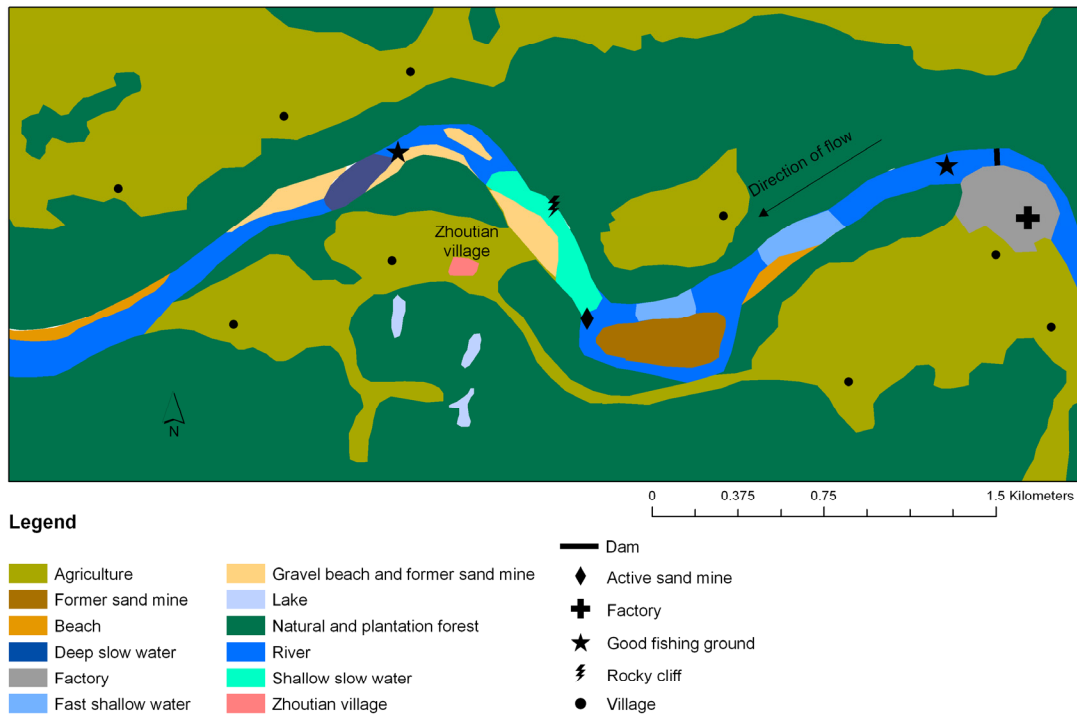 Direction of flow
Zhoutian
village
N
0 0.375 0.75 1.5 Kilometers
Legend
Agriculture
Former sand mine
Beach
Deep slow water
Factory
Fast shallow water
Gravel beach and former sand mine
Lake
Natural and plantation forest
River
Shallow slow water
Zhoutian village
Dam
Active sand mine
Factory
Good fishing ground
Rocky cliff
Village